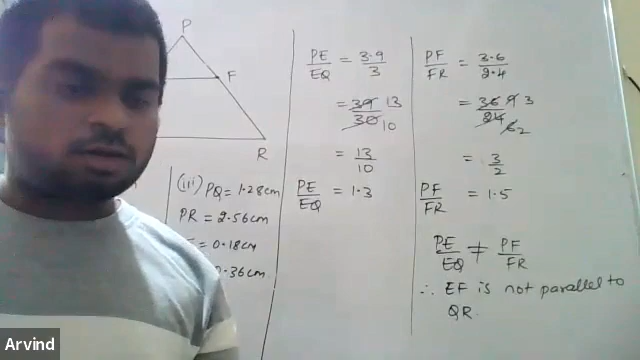 P
F
R
(iii) PQ = 1.28cm
PR = 2.56cm
= 0.18cm
0.36cm
PE/EQ = 3.9/3
= 39/30 13 10
= 13/10
PE/EQ = 1.3
PF/FR = 3.6/2.4
= 36/24 9 3 6 2
= 3/2
PF/FR = 1.5
PE/EQ ≠ PF/FR
∴ EF is not parallel to
QR.
Arvind